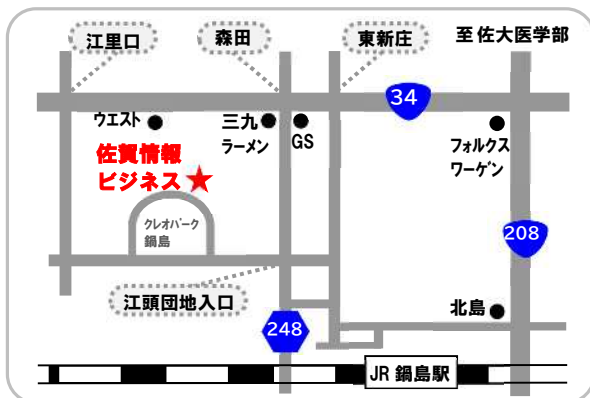 江里口
森田
東新庄
至佐大医学部
34
ウエスト
三九
ラーメン
GS
フォルクス
ワーゲン
佐賀情報
ビジネス
クレオパーク
鍋島
208
江頭団地入口
北島
248
JR 鍋島駅